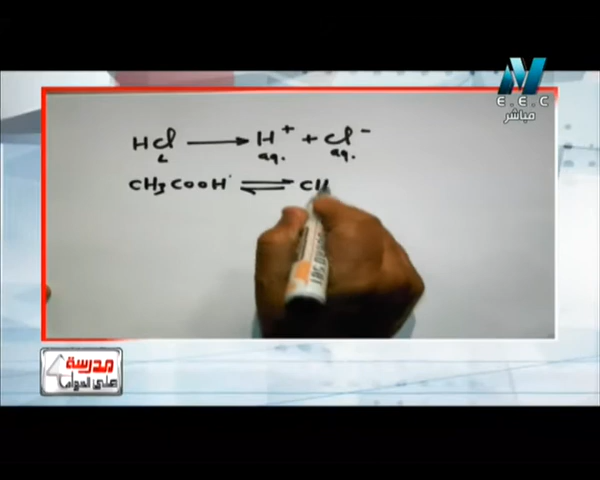 E.E.C
مباشر
HCl ⟶ H⁺ + Cl⁻
L aq. aq.
CH₃COOH ⇌ CH
مدرسة
على الهواء